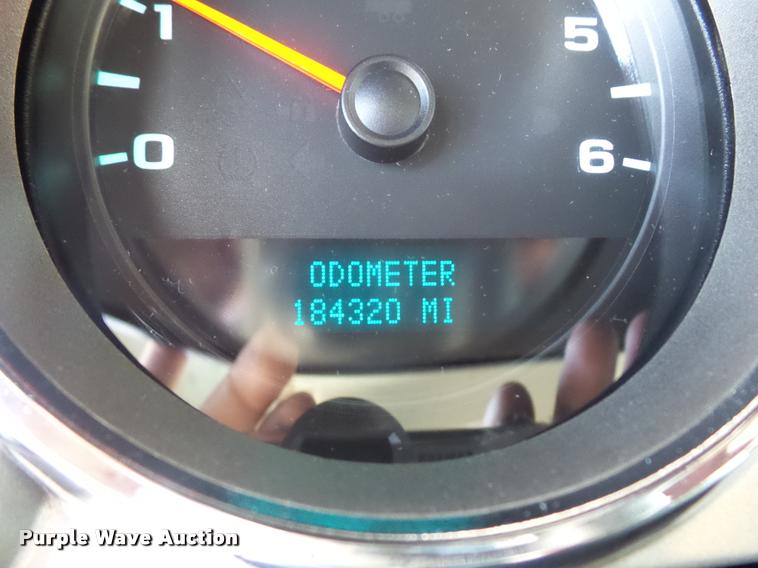 1
5
0
6
ODOMETER
184320 MI
Purple Wave Auction